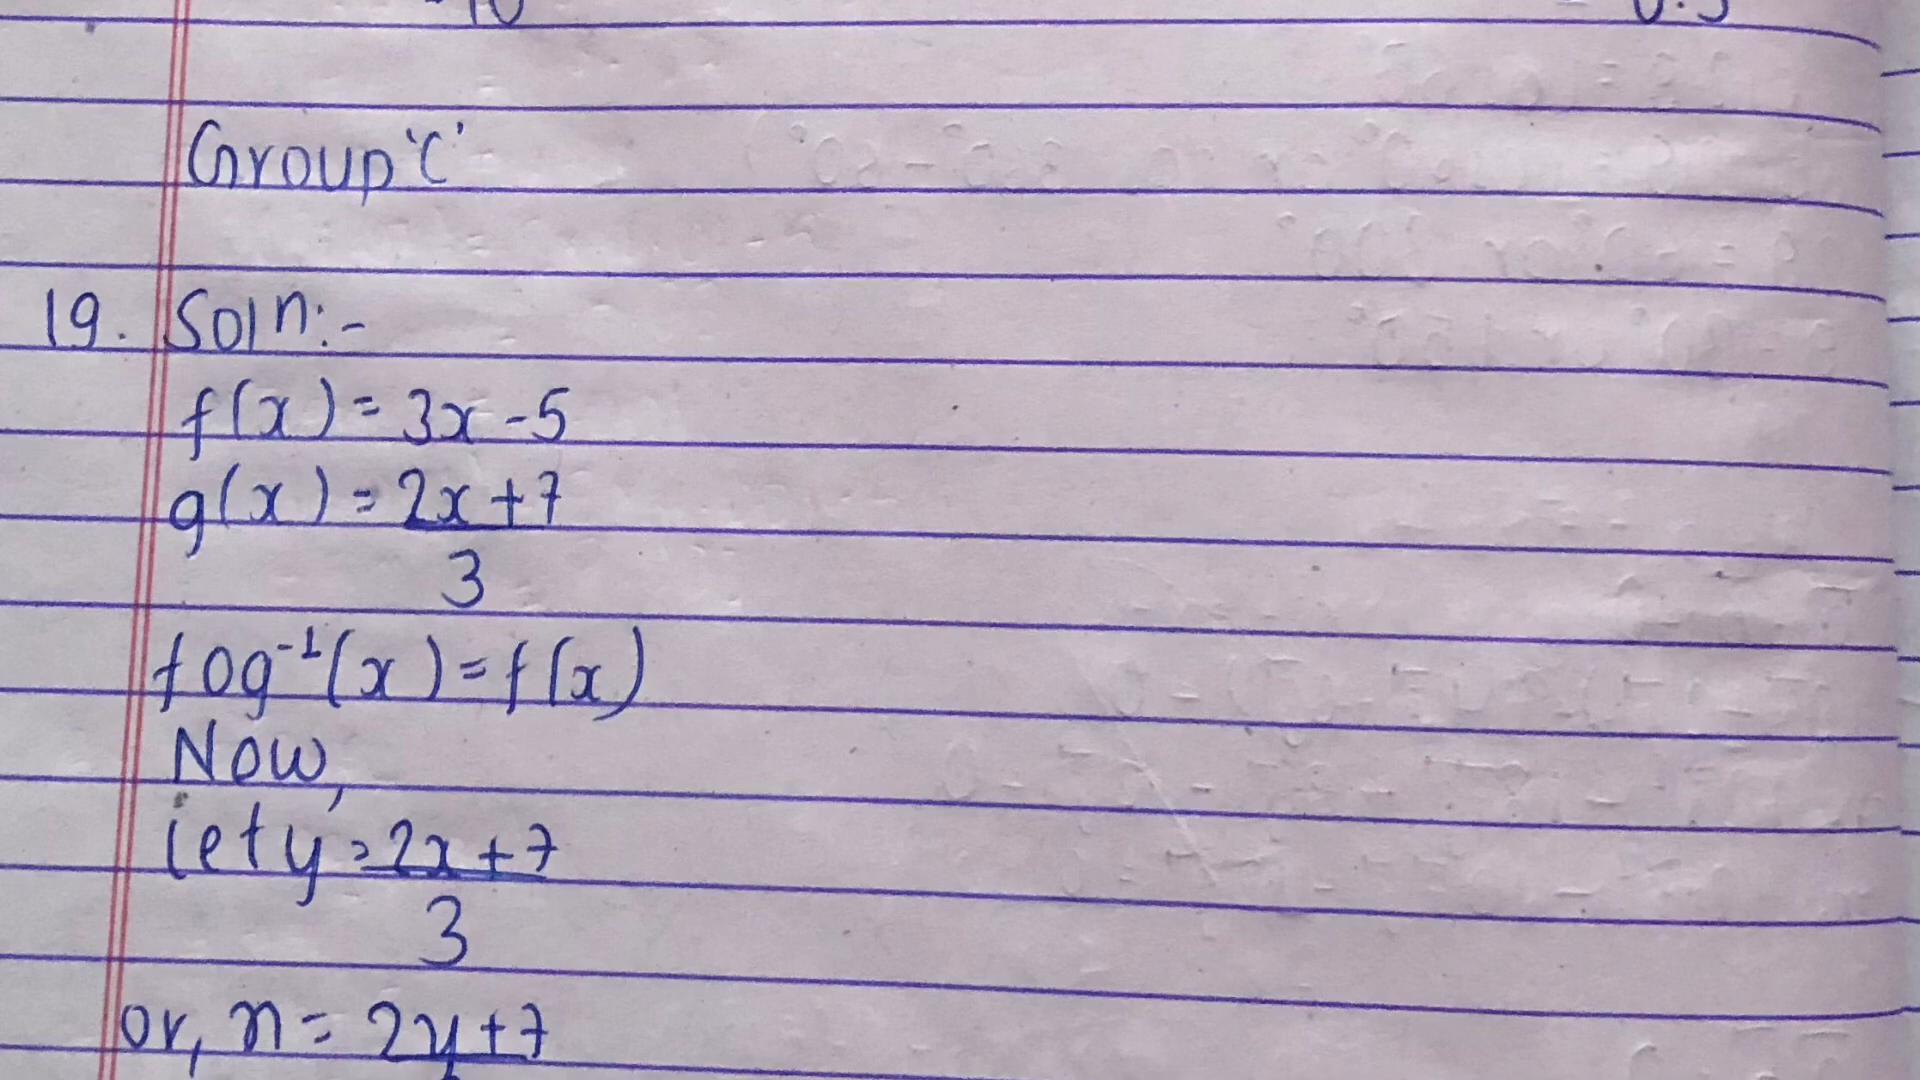 Group 'C'
19. Soln:-
f(x) = 3x - 5
g(x) = 2x + 7
3
fog⁻¹(x) = f(x)
Now,
let y = 2x + 7
3
or, x = 2y + 7